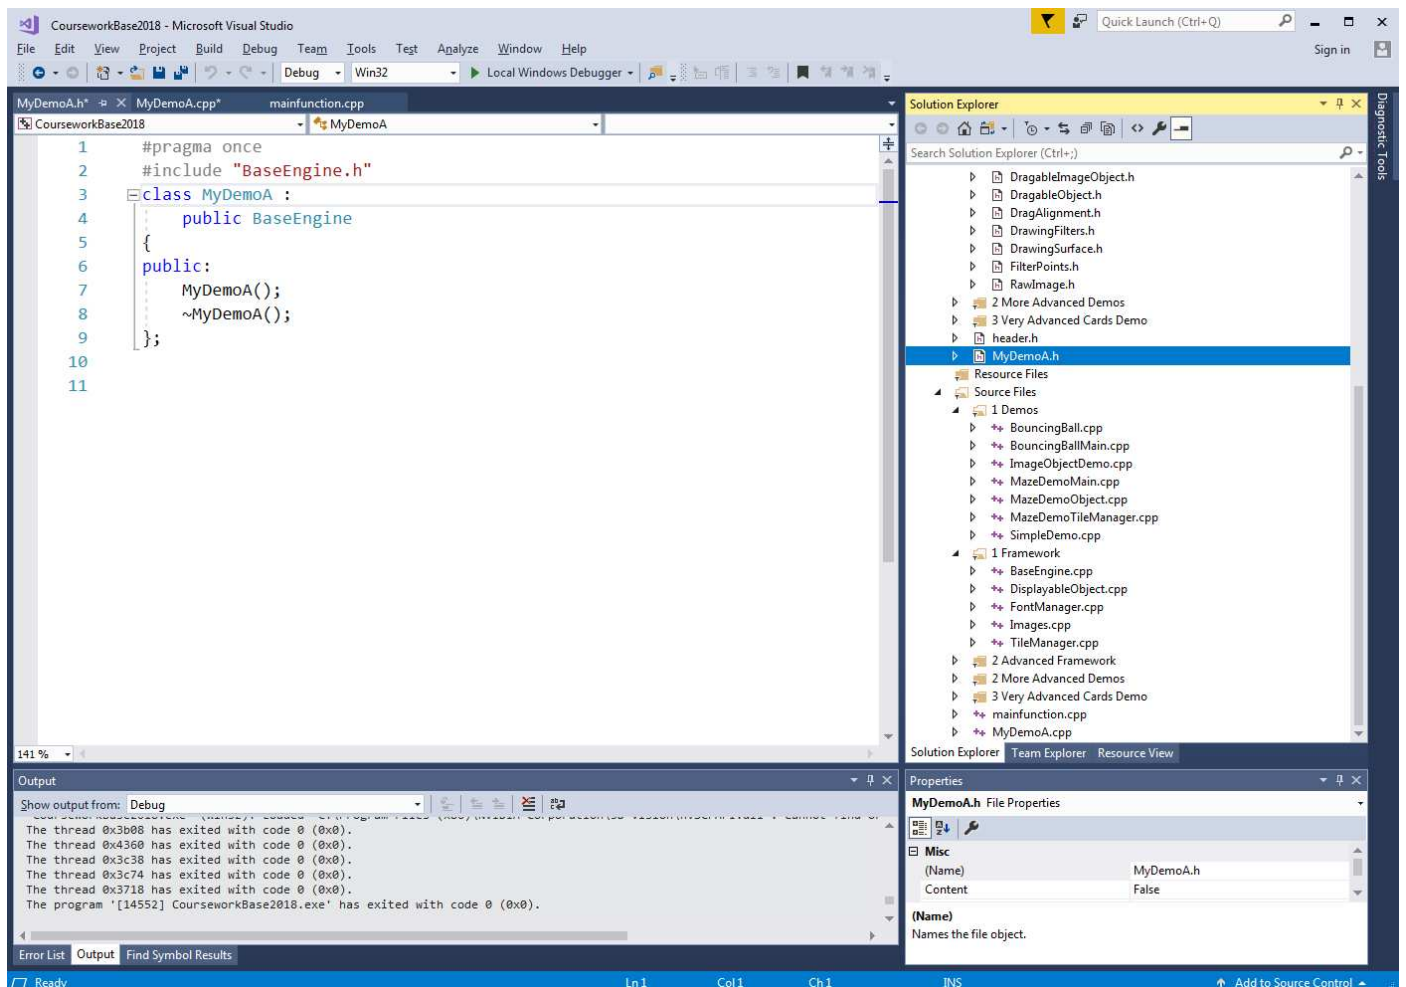 CourseworkBase2018 - Microsoft Visual Studio
Quick Launch (Ctrl+Q)
File Edit View Project Build Debug Team Tools Test Analyze Window Help
Sign in
Debug Win32 Local Windows Debugger
MyDemoA.h* MyDemoA.cpp* mainfunction.cpp
CourseworkBase2018 MyDemoA
1 #pragma once
2 #include "BaseEngine.h"
3 class MyDemoA :
4 public BaseEngine
5 {
6 public:
7 MyDemoA();
8 ~MyDemoA();
9 };
10
11
141 %
Solution Explorer
Search Solution Explorer (Ctrl+;)
DragableImageObject.h
DragableObject.h
DragAlignment.h
DrawingFilters.h
DrawingSurface.h
FilterPoints.h
RawImage.h
2 More Advanced Demos
3 Very Advanced Cards Demo
header.h
MyDemoA.h
Resource Files
Source Files
1 Demos
BouncingBall.cpp
BouncingBallMain.cpp
ImageObjectDemo.cpp
MazeDemoMain.cpp
MazeDemoObject.cpp
MazeDemoTileManager.cpp
SimpleDemo.cpp
1 Framework
BaseEngine.cpp
DisplayableObject.cpp
FontManager.cpp
Images.cpp
TileManager.cpp
2 Advanced Framework
2 More Advanced Demos
3 Very Advanced Cards Demo
mainfunction.cpp
MyDemoA.cpp
Solution Explorer Team Explorer Resource View
Diagnostic Tools
Output
Show output from: Debug
The thread 0x3b08 has exited with code 0 (0x0).
The thread 0x4360 has exited with code 0 (0x0).
The thread 0x3c38 has exited with code 0 (0x0).
The thread 0x3c74 has exited with code 0 (0x0).
The thread 0x3718 has exited with code 0 (0x0).
The program '[14552] CourseworkBase2018.exe' has exited with code 0 (0x0).
Error List Output Find Symbol Results
Properties
MyDemoA.h File Properties
Misc
(Name) MyDemoA.h
Content False
(Name)
Names the file object.
Ready Ln 1 Col 1 Ch 1 INS Add to Source Control